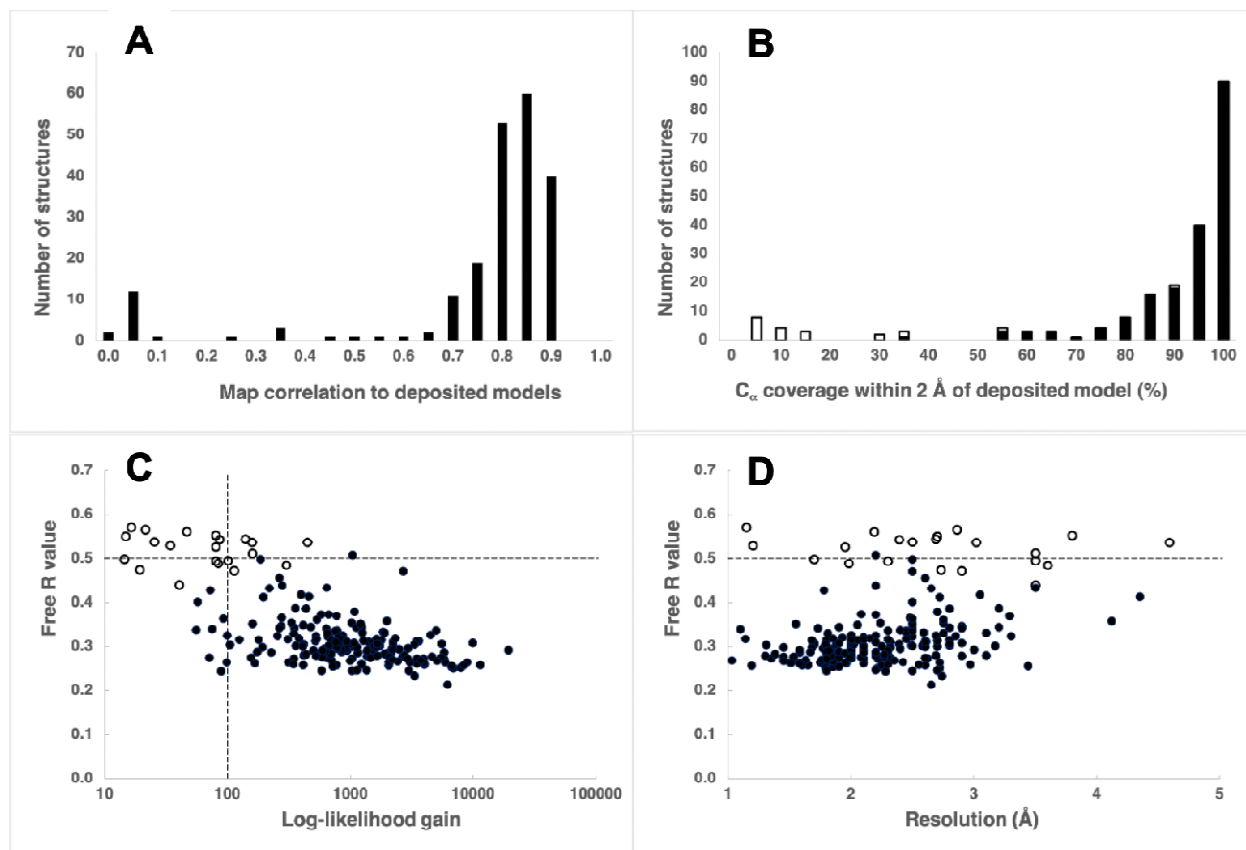 A
70
60
50
40
30
20
10
0
Number of structures
0.0 0.1 0.2 0.3 0.4 0.5 0.6 0.7 0.8 0.9 1.0
Map correlation to deposited models
B
100
90
80
70
60
50
40
30
20
10
0
Number of structures
0 10 20 30 40 50 60 70 80 90 100
Cα coverage within 2 Å of deposited model (%)
C
0.7
0.6
0.5
0.4
0.3
0.2
0.1
0.0
Free R value
10 100 1000 10000 100000
Log-likelihood gain
D
0.7
0.6
0.5
0.4
0.3
0.2
0.1
0.0
Free R value
1 2 3 4 5
Resolution (Å)